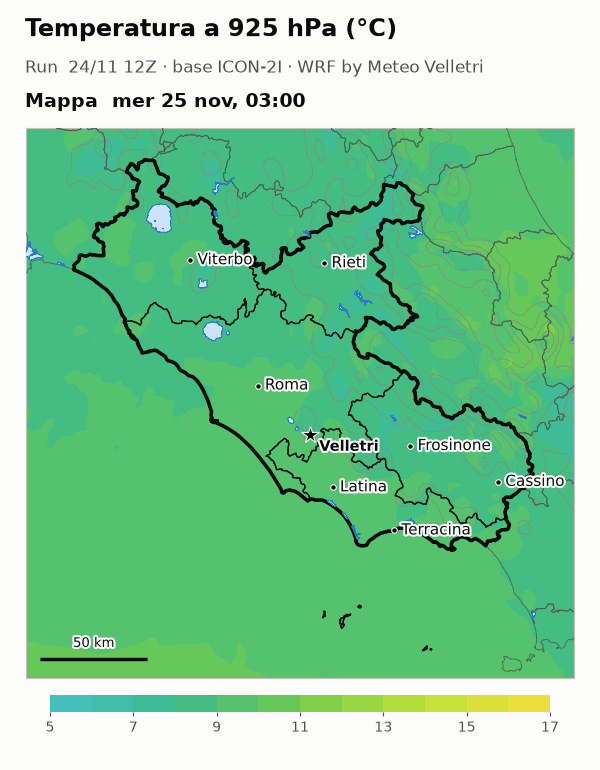 Temperatura a 925 hPa (°C)
Run  24/11 12Z · base ICON-2I · WRF by Meteo Velletri
Mappa  mer 25 nov, 03:00
Viterbo
Rieti
Roma
Velletri
Frosinone
Latina
Cassino
Terracina
50 km
5 7 9 11 13 15 17